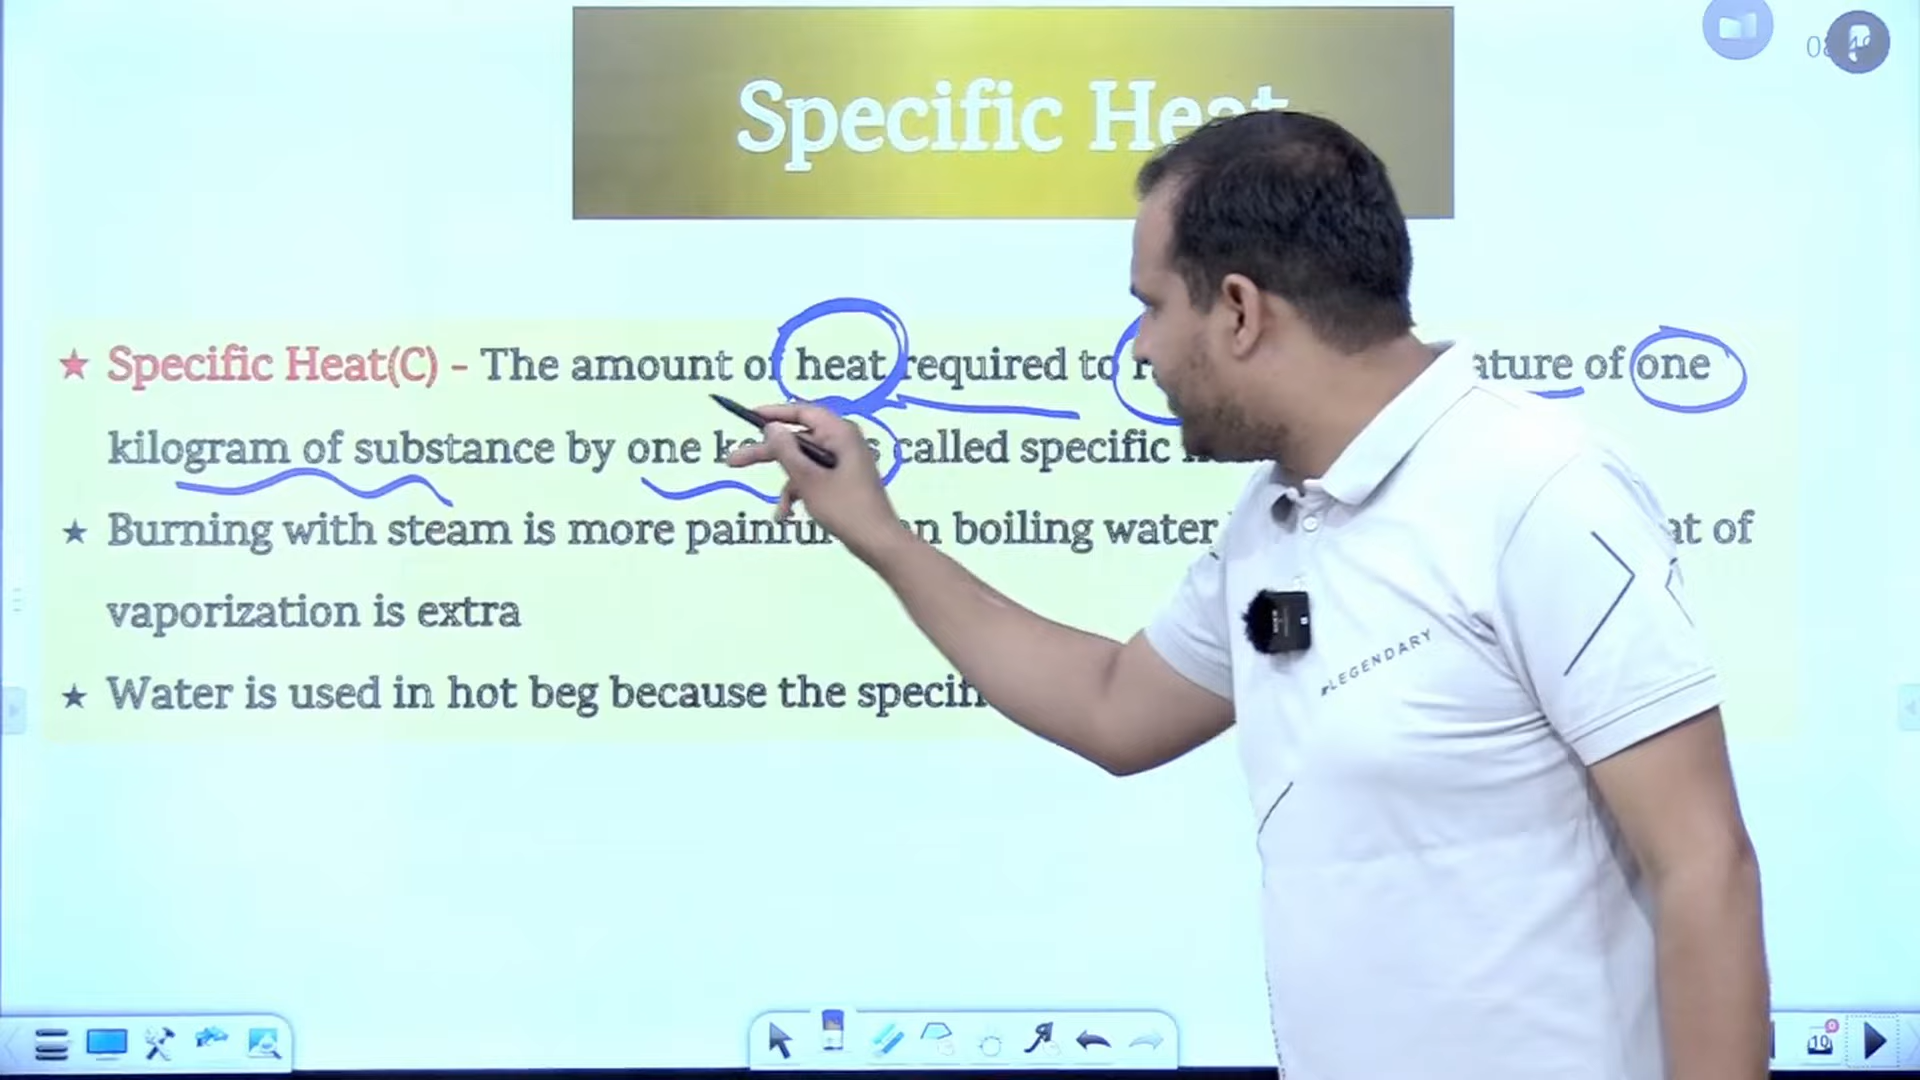 Specific Heat
★ Specific Heat(C) - The amount of heat required to ature of one
kilogram of substance by one called specific
★ Burning with steam is more painful boiling water at of
vaporization is extra
★ Water is used in hot beg because the specif
LEGENDARY
10